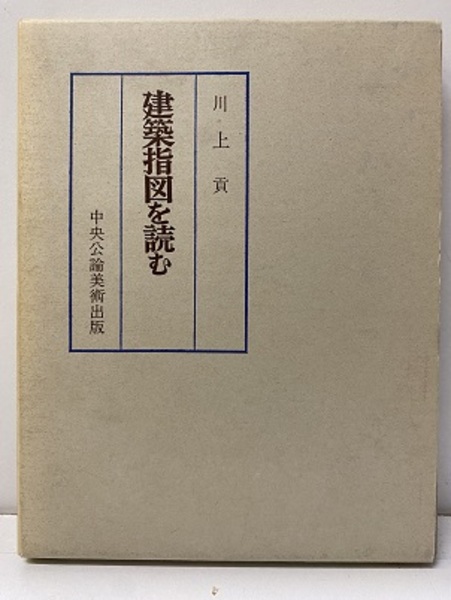 川上貢
建築指図を読む
中央公論美術出版